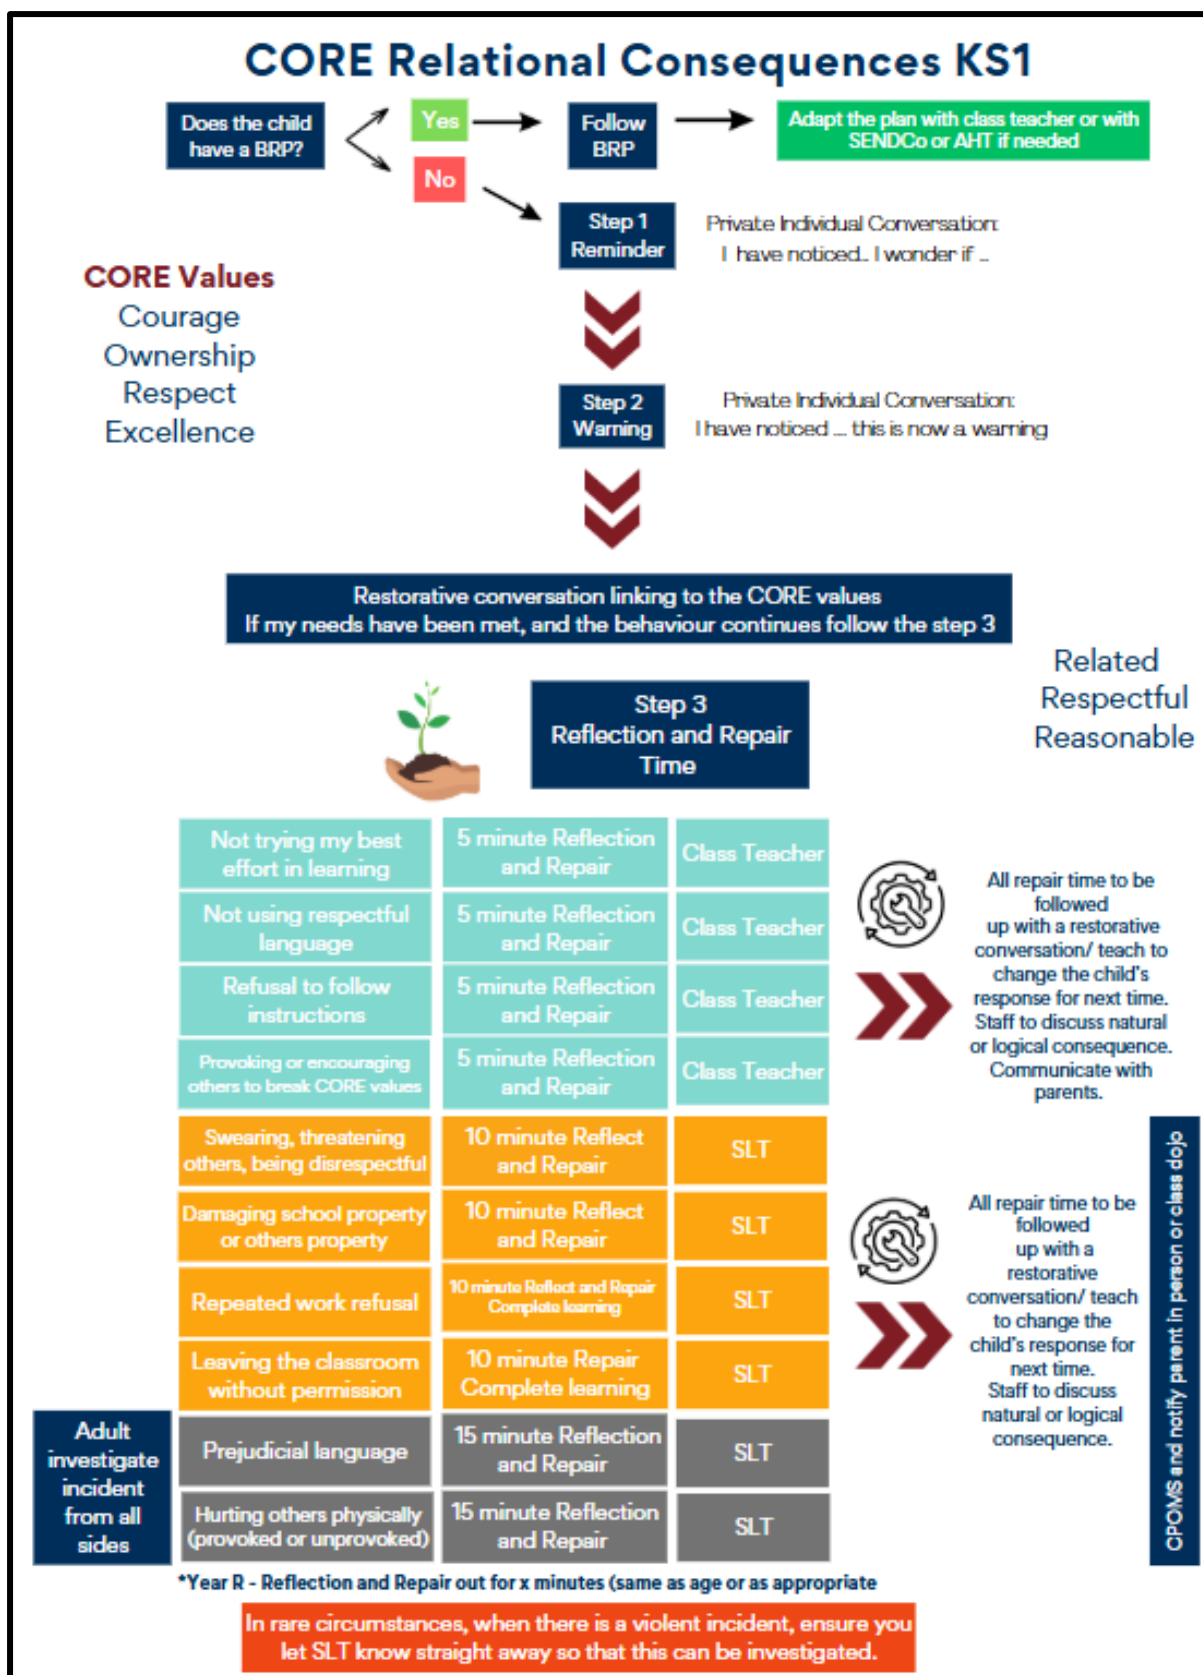 CORE Relational Consequences KS1
Does the child
have a BRP?
Yes
No
Follow
BRP
Adapt the plan with class teacher or with
SENDCo or AHT if needed
Step 1
Reminder
Private Individual Conversation:
I have noticed... I wonder if ...
CORE Values
Courage
Ownership
Respect
Excellence
Step 2
Warning
Private Individual Conversation:
I have noticed .... this is now a warning
Restorative conversation linking to the CORE values
If my needs have been met, and the behaviour continues follow the step 3
Related
Respectful
Reasonable
Step 3
Reflection and Repair
Time
Not trying my best
effort in learning
5 minute Reflection
and Repair
Class Teacher
Not using respectful
language
5 minute Reflection
and Repair
Class Teacher
Refusal to follow
instructions
5 minute Reflection
and Repair
Class Teacher
Provoking or encouraging
others to break CORE values
5 minute Reflection
and Repair
Class Teacher
All repair time to be
followed
up with a restorative
conversation/ teach to
change the child's
response for next time.
Staff to discuss natural
or logical consequence.
Communicate with
parents.
Swearing, threatening
others, being disrespectful
10 minute Reflect
and Repair
SLT
Damaging school property
or others property
10 minute Reflect
and Repair
SLT
Repeated work refusal
10 minute Reflect and Repair
Complete learning
SLT
Leaving the classroom
without permission
10 minute Repair
Complete learning
SLT
All repair time to be
followed
up with a
restorative
conversation/ teach
to change the
child's response for
next time.
Staff to discuss
natural or logical
consequence.
CPOMS and notify parent in person or class dojo
Adult
investigate
incident
from all
sides
Prejudicial language
15 minute Reflection
and Repair
SLT
Hurting others physically
(provoked or unprovoked)
15 minute Reflection
and Repair
SLT
*Year R - Reflection and Repair out for x minutes (same as age or as appropriate
In rare circumstances, when there is a violent incident, ensure you
let SLT know straight away so that this can be investigated.